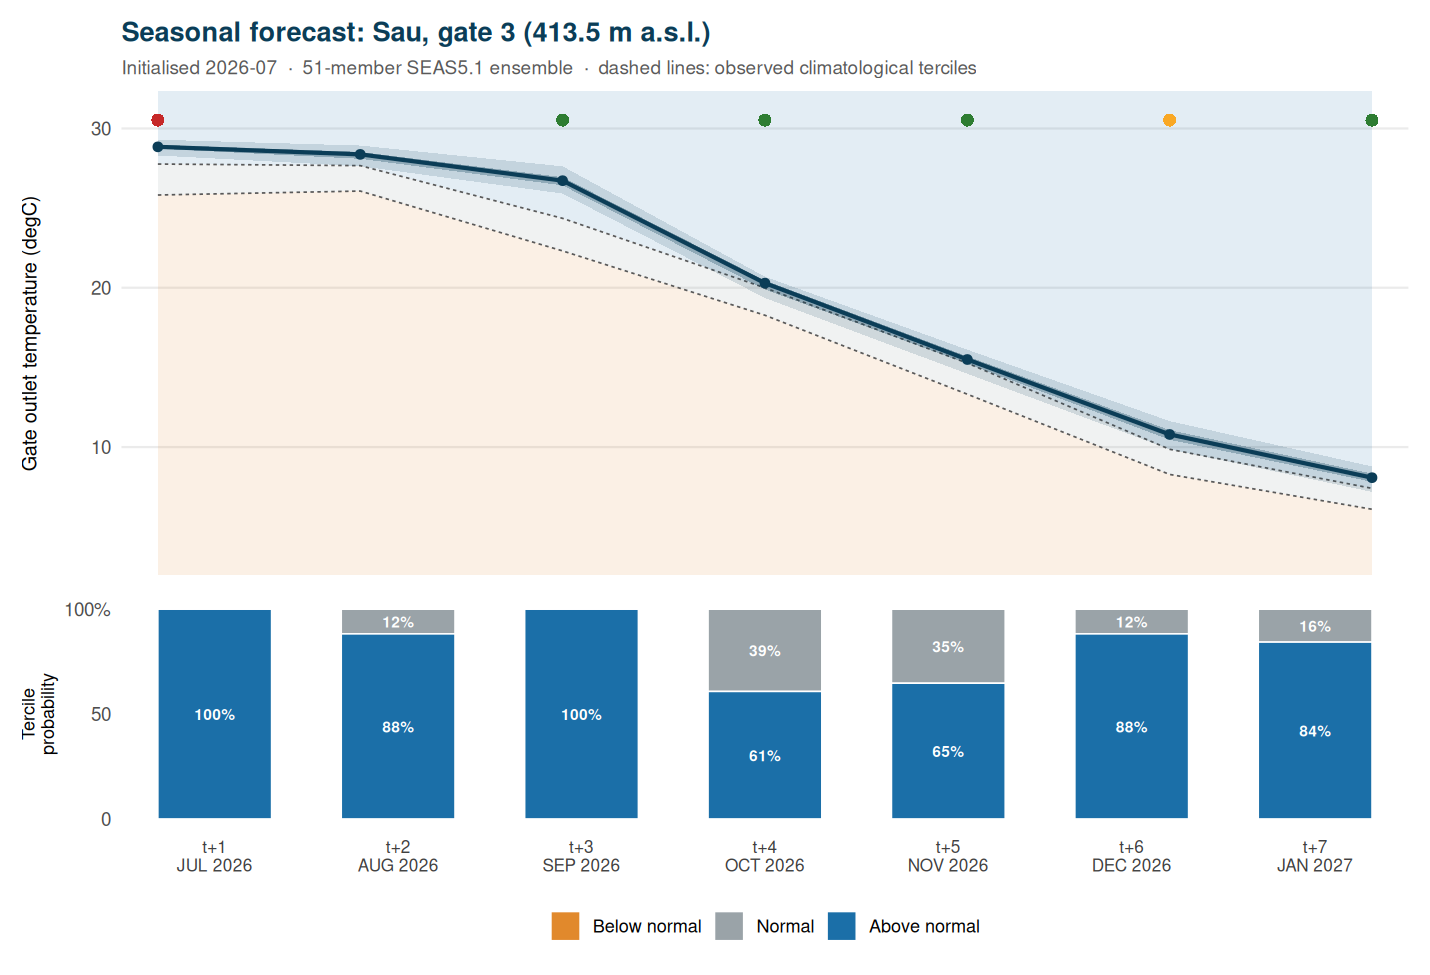 Seasonal forecast: Sau, gate 3 (413.5 m a.s.l.)
Initialised 2026-07 · 51-member SEAS5.1 ensemble · dashed lines: observed climatological terciles
Gate outlet temperature (degC)
30
20
10
Tercile
probability
100%
50
0
100%
12%
88%
100%
39%
61%
35%
65%
12%
88%
16%
84%
t+1
JUL 2026
t+2
AUG 2026
t+3
SEP 2026
t+4
OCT 2026
t+5
NOV 2026
t+6
DEC 2026
t+7
JAN 2027
Below normal
Normal
Above normal